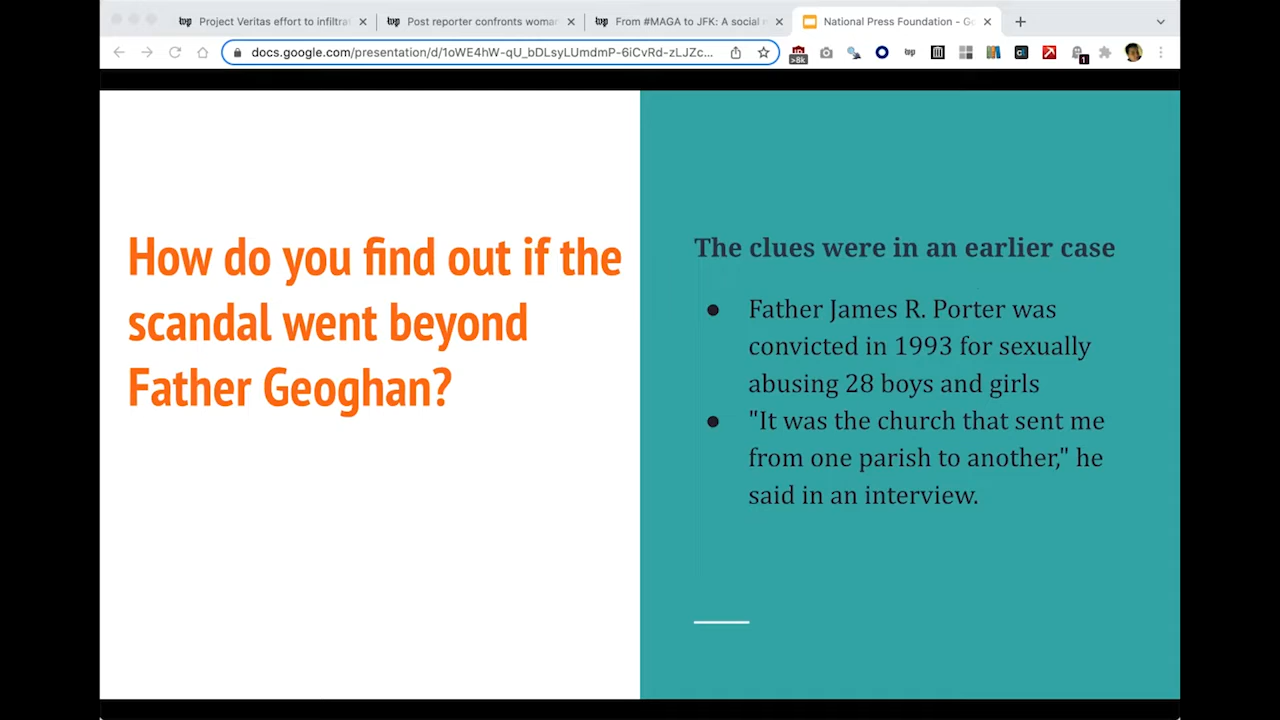 Project Veritas effort to infiltra
Post reporter confronts woma
From #MAGA to JFK: A social
National Press Foundation - Go
docs.google.com/presentation/d/1oWE4hW-qU_bDLsyLUmdmP-6iCvRd-zLJZc...
>8k
1
How do you find out if the
scandal went beyond
Father Geoghan?
The clues were in an earlier case
● Father James R. Porter was
convicted in 1993 for sexually
abusing 28 boys and girls
● "It was the church that sent me
from one parish to another," he
said in an interview.